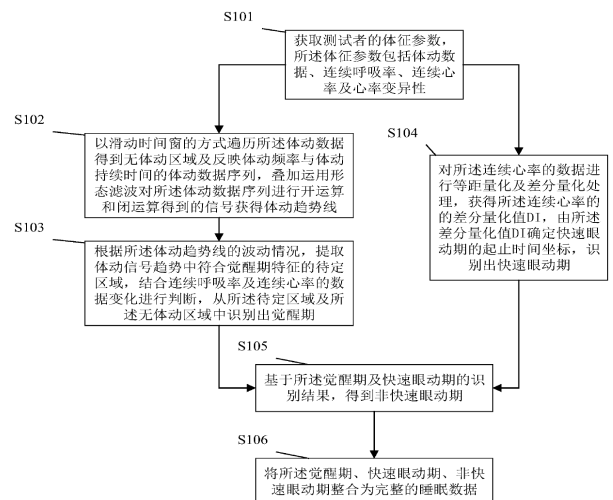 S101
获取测试者的体征参数，
所述体征参数包括体动数
据、连续呼吸率、连续心
率及心率变异性
S102
以滑动时间窗的方式遍历所述体动数据
得到无体动区域及反映体动频率与体动
持续时间的体动数据序列，叠加运用形
态滤波对所述体动数据序列进行开运算
和闭运算得到的信号获得体动趋势线
S103
根据所述体动趋势线的波动情况，提取
体动信号趋势中符合觉醒期特征的待定
区域，结合连续呼吸率及连续心率的数
据变化进行判断，从所述待定区域及所
述无体动区域中识别出觉醒期
S104
对所述连续心率的数据进
行等距量化及差分量化处
理，获得所述连续心率的
的差分量化值DI，由所述
差分量化值DI确定快速眼
动期的起止时间坐标，识
别出快速眼动期
S105
基于所述觉醒期及快速眼动期的识
别结果，得到非快速眼动期
S106
将所述觉醒期、快速眼动期、非快
速眼动期整合为完整的睡眠数据